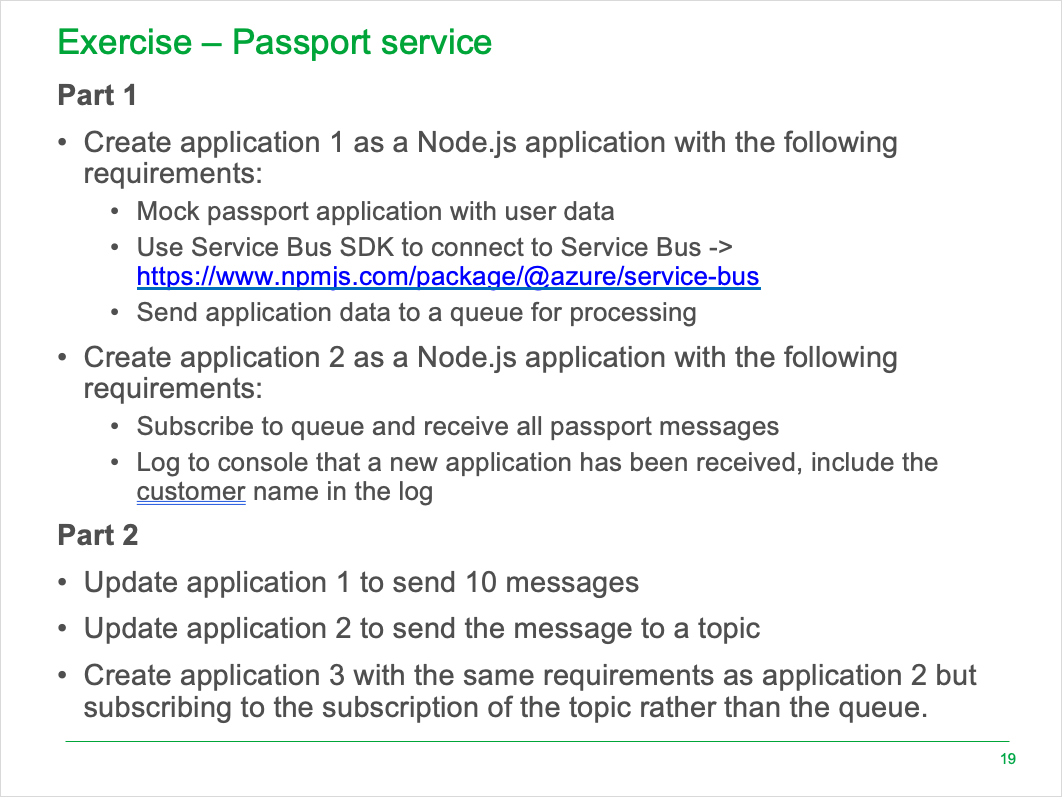 Exercise – Passport service
Part 1
• Create application 1 as a Node.js application with the following
requirements:
• Mock passport application with user data
• Use Service Bus SDK to connect to Service Bus ->
https://www.npmjs.com/package/@azure/service-bus
• Send application data to a queue for processing
• Create application 2 as a Node.js application with the following
requirements:
• Subscribe to queue and receive all passport messages
• Log to console that a new application has been received, include the
customer name in the log
Part 2
• Update application 1 to send 10 messages
• Update application 2 to send the message to a topic
• Create application 3 with the same requirements as application 2 but
subscribing to the subscription of the topic rather than the queue.
19